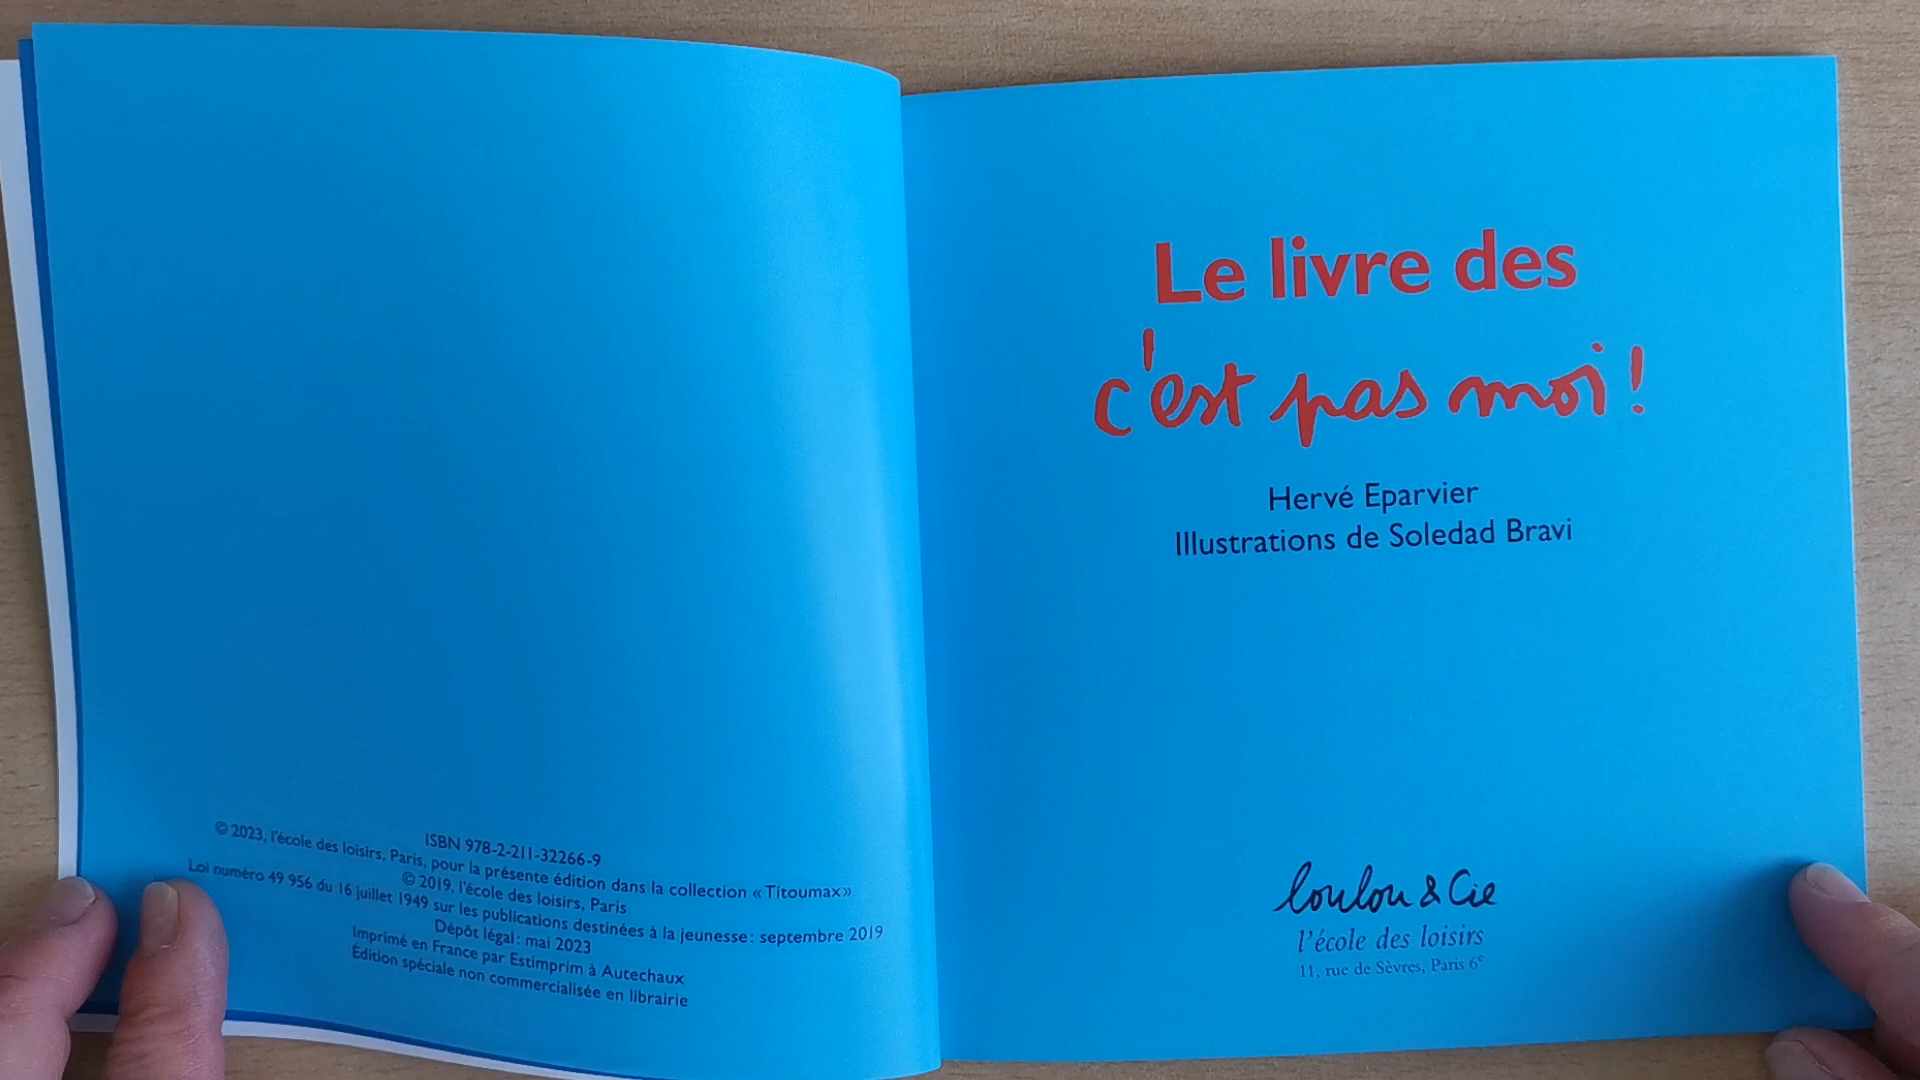 ISBN 978-2-211-32266-9
© 2023, l'école des loisirs, Paris, pour la présente édition dans la collection « Titoumax »
© 2019, l'école des loisirs, Paris
Loi numéro 49 956 du 16 juillet 1949 sur les publications destinées à la jeunesse : septembre 2019
Dépôt légal : mai 2023
Imprimé en France par Estimprim à Autechaux
Édition spéciale non commercialisée en librairie
Le livre des
c'est pas moi !
Hervé Eparvier
Illustrations de Soledad Bravi
loulou & Cie
l'école des loisirs
11, rue de Sèvres, Paris 6e